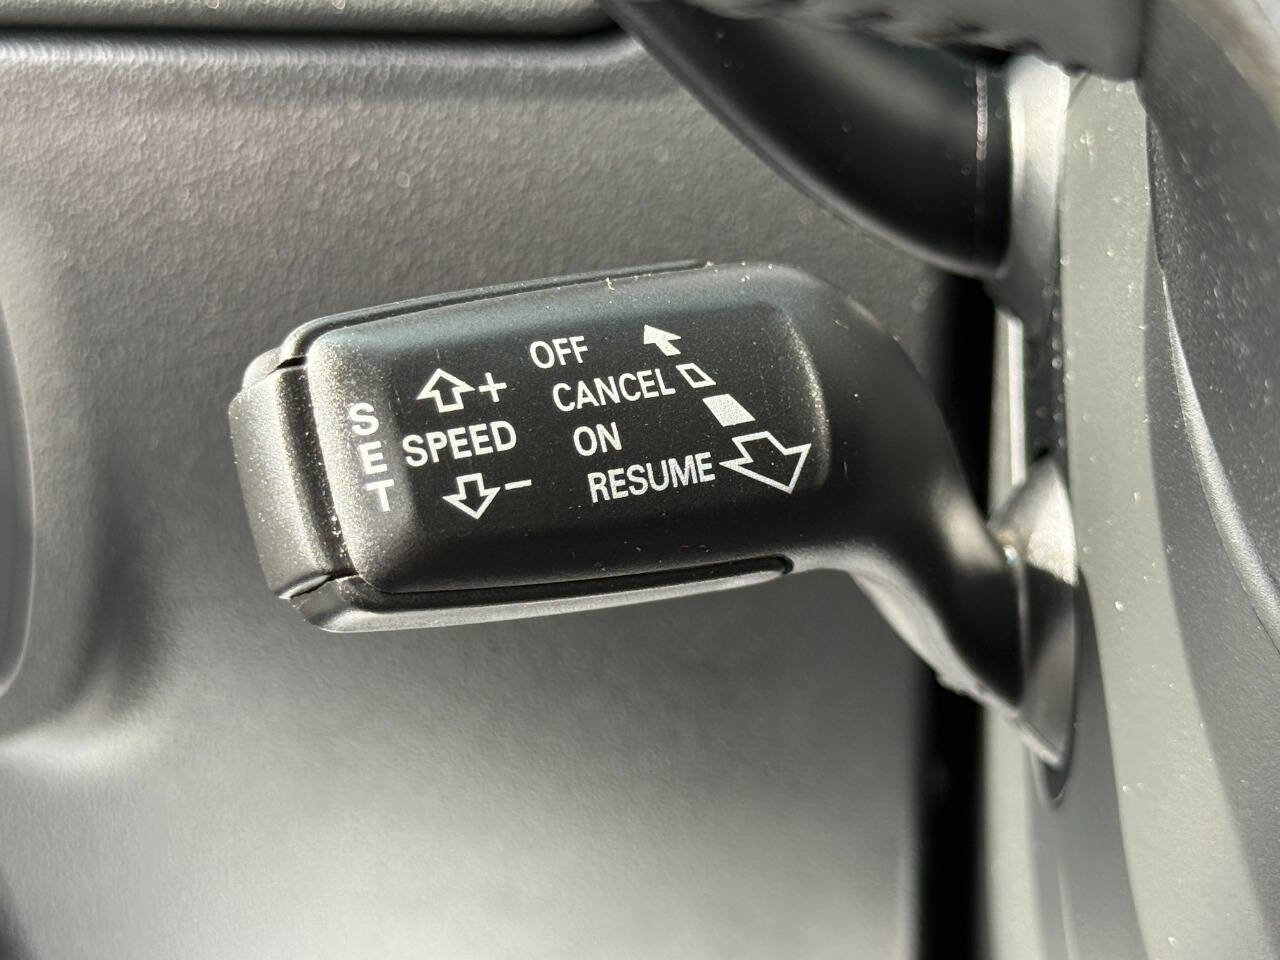 SET
+
SPEED
−
OFF
CANCEL
ON
RESUME